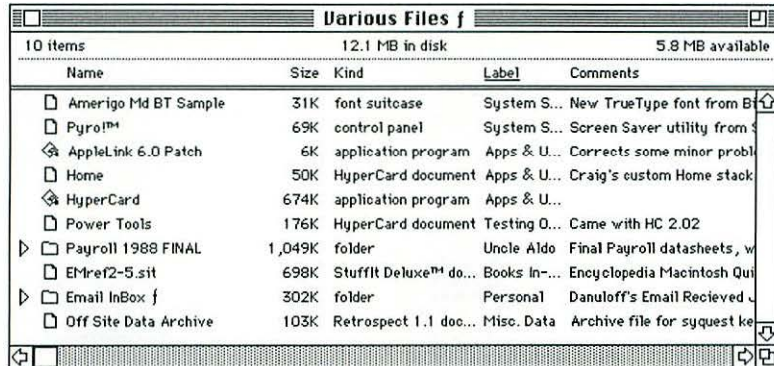 Various Files ƒ
10 items 12.1 MB in disk 5.8 MB available
Name Size Kind Label Comments
Amerigo Md BT Sample 31K font suitcase System S... New TrueType font from Bi
Pyro!™ 69K control panel System S... Screen Saver utility from S
AppleLink 6.0 Patch 6K application program Apps & U... Corrects some minor proble
Home 50K HyperCard document Apps & U... Craig's custom Home stack
HyperCard 674K application program Apps & U...
Power Tools 176K HyperCard document Testing O... Came with HC 2.02
Payroll 1988 FINAL 1,049K folder Uncle Aldo Final Payroll datasheets, w
EMref2-5.sit 698K StuffIt Deluxe™ do... Books In-... Encyclopedia Macintosh Qui
Email InBox ƒ 302K folder Personal Danuloff's Email Recieved
Off Site Data Archive 103K Retrospect 1.1 doc... Misc. Data Archive file for syquest ke